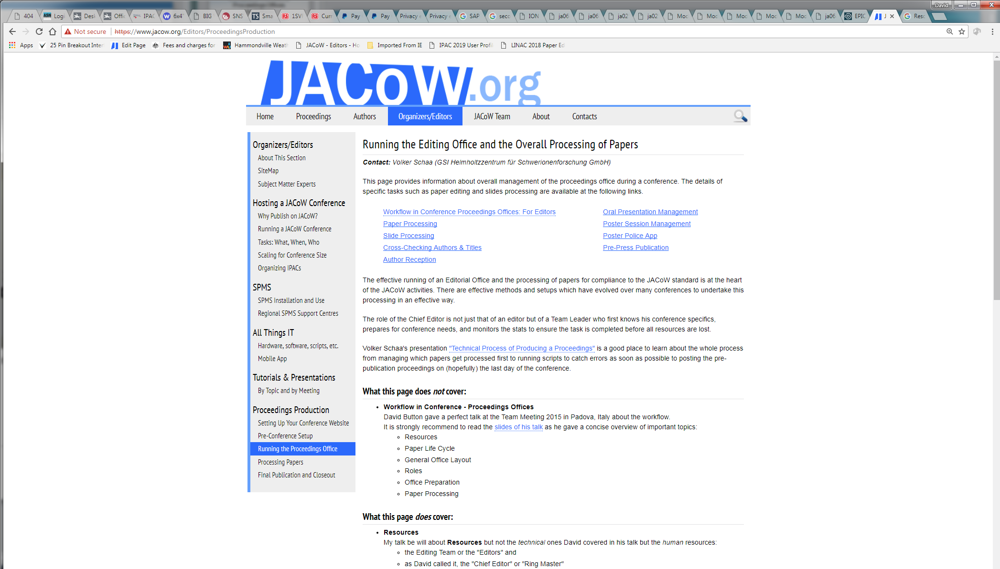 David
404
Logi
Desk
Offic
IPAC
6x4"
BIG
SNS
Sma
1SVI
Curr
Pay
Pay
Privacy e
Privacy e
SAP
secc
ION
ja06
ja06
ja02
ja02
Moc
Moc
Moc
Moc
Moc
ja06
EPIC
J
Resc
Not secure
https://www.jacow.org/Editors/ProceedingsProduction
Apps
25 Pin Breakout Inter
Edit Page
Fees and charges for
Hammondville Weath
JACoW - Editors - Ho
Imported From IE
IPAC 2019 User Profil
LINAC 2018 Paper Ed
JACoW.org
Home
Proceedings
Authors
Organizers/Editors
JACoW Team
About
Contacts
Organizers/Editors
About This Section
SiteMap
Subject Matter Experts
Hosting a JACoW Conference
Why Publish on JACoW?
Running a JACoW Conference
Tasks: What, When, Who
Scaling for Conference Size
Organizing IPACs
SPMS
SPMS Installation and Use
Regional SPMS Support Centres
All Things IT
Hardware, software, scripts, etc.
Mobile App
Tutorials & Presentations
By Topic and by Meeting
Proceedings Production
Setting Up Your Conference Website
Pre-Conference Setup
Running the Proceedings Office
Processing Papers
Final Publication and Closeout
Running the Editing Office and the Overall Processing of Papers
Contact: Volker Schaa (GSI Helmholtzzentrum für Schwerionenforschung GmbH)
This page provides information about overall management of the proceedings office during a conference. The details of
specific tasks such as paper editing and slides processing are available at the following links.
Workflow in Conference Proceedings Offices: For Editors
Paper Processing
Slide Processing
Cross-Checking Authors & Titles
Author Reception
Oral Presentation Management
Poster Session Management
Poster Police App
Pre-Press Publication
The effective running of an Editorial Office and the processing of papers for compliance to the JACoW standard is at the heart
of the JACoW activities. There are effective methods and setups which have evolved over many conferences to undertake this
processing in an effective way.
The role of the Chief Editor is not just that of an editor but of a Team Leader who first knows his conference specifics,
prepares for conference needs, and monitors the stats to ensure the task is completed before all resources are lost.
Volker Schaa's presentation "Technical Process of Producing a Proceedings" is a good place to learn about the whole process
from managing which papers get processed first to running scripts to catch errors as soon as possible to posting the pre-
publication proceedings on (hopefully) the last day of the conference.
What this page does not cover:
• Workflow in Conference - Proceedings Offices
David Button gave a perfect talk at the Team Meeting 2015 in Padova, Italy about the workflow.
It is strongly recommend to read the slides of his talk as he gave a concise overview of important topics:
◦ Resources
◦ Paper Life Cycle
◦ General Office Layout
◦ Roles
◦ Office Preparation
◦ Paper Processing
What this page does cover:
• Resources
My talk be will about Resources but not the technical ones David covered in his talk but the human resources:
◦ the Editing Team or the "Editors" and
◦ as David called it, the "Chief Editor" or "Ring Master"